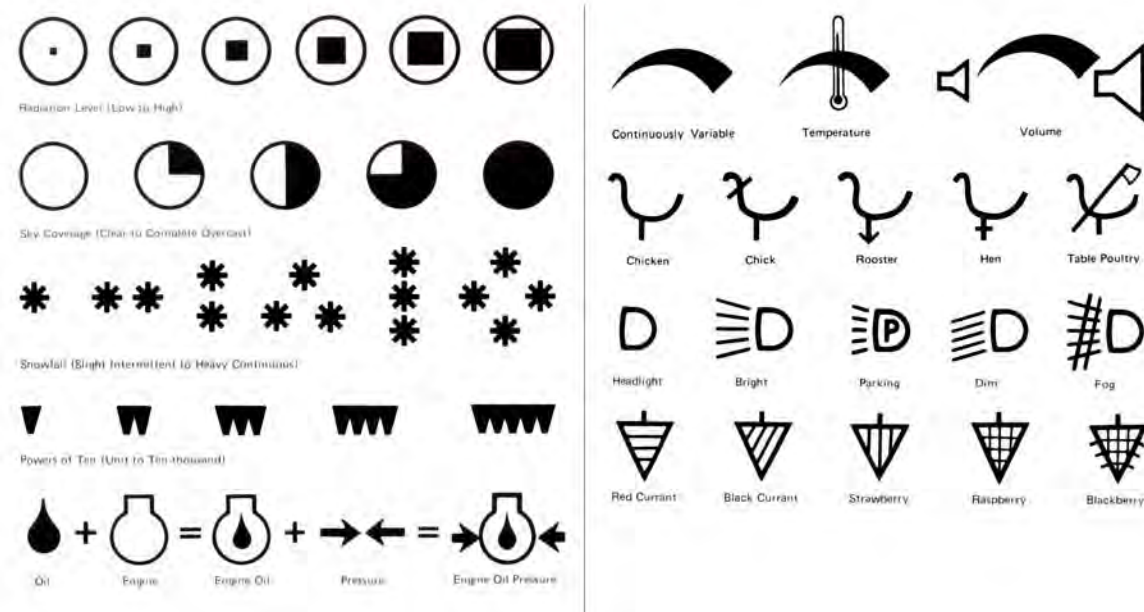 Radiation Level (Low to High)
Sky Coverage (Clear to Complete Overcast)
Snowfall (Slight Intermittent to Heavy Continuous)
Powers of Ten (Unit to Ten-thousand)
+ = + =
Oil Engine Engine Oil Pressure Engine Oil Pressure
Continuously Variable Temperature Volume
Chicken Chick Rooster Hen Table Poultry
P
Headlight Bright Parking Dim Fog
Red Currant Black Currant Strawberry Raspberry Blackberry